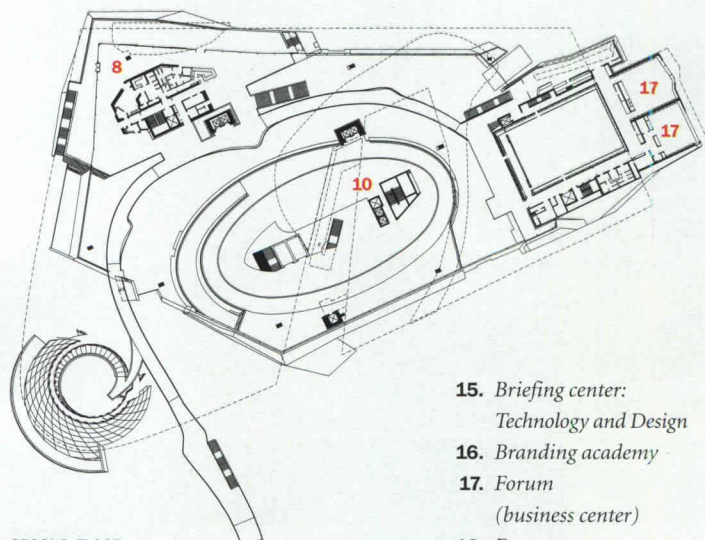 8
17
17
10
15. Briefing center:
Technology and Design
16. Branding academy
17. Forum
(business center)